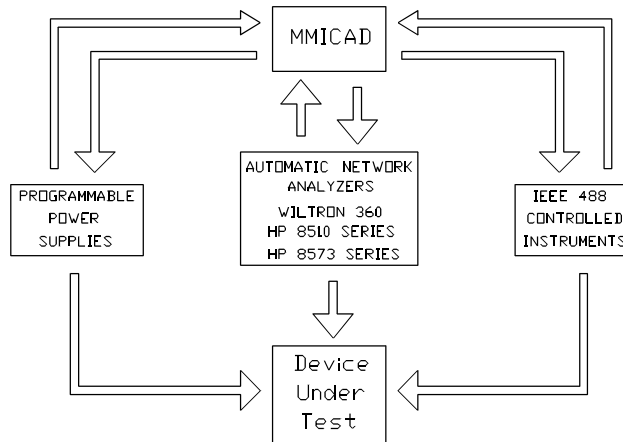 MMICAD
PROGRAMMABLE
POWER
SUPPLIES
AUTOMATIC NETWORK
ANALYZERS
WILTRON 360
HP 8510 SERIES
HP 8573 SERIES
IEEE 488
CONTROLLED
INSTRUMENTS
Device
Under
Test